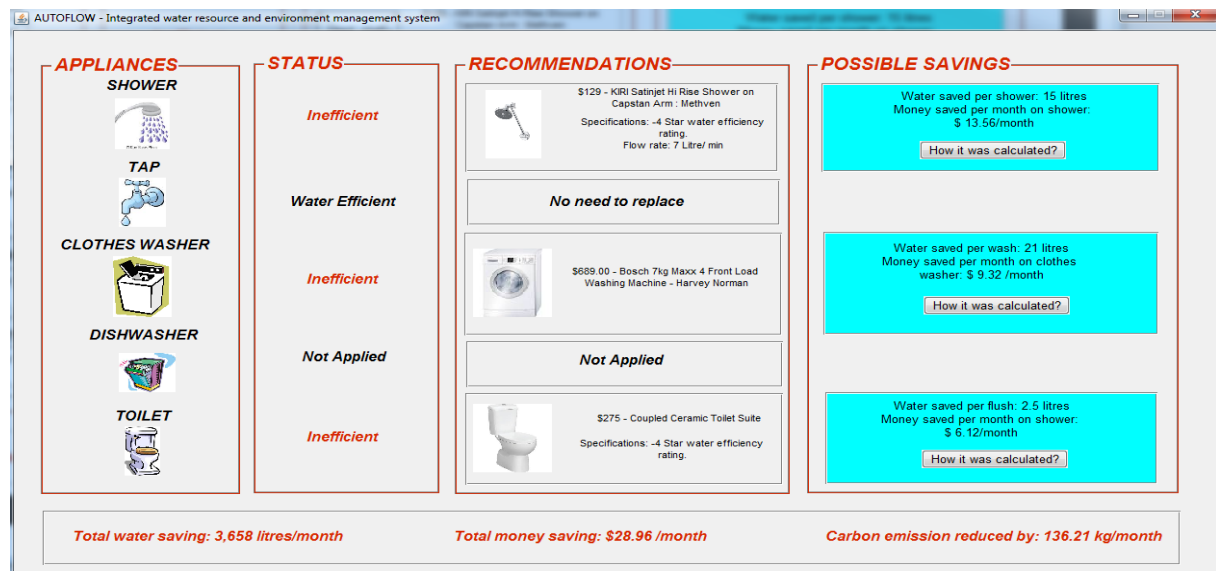 AUTOFLOW - Integrated water resource and environment management system
APPLIANCES
SHOWER
TAP
CLOTHES WASHER
DISHWASHER
TOILET
STATUS
Inefficient
Water Efficient
Inefficient
Not Applied
Inefficient
RECOMMENDATIONS
$129 - KIRI Satinjet Hi Rise Shower on
Capstan Arm : Methven
Specifications: -4 Star water efficiency
rating.
Flow rate: 7 Litre/ min
No need to replace
$689.00 - Bosch 7kg Maxx 4 Front Load
Washing Machine - Harvey Norman
Not Applied
$275 - Coupled Ceramic Toilet Suite
Specifications: -4 Star water efficiency
rating.
POSSIBLE SAVINGS
Water saved per shower: 15 litres
Money saved per month on shower:
$ 13.56/month
How it was calculated?
Water saved per wash: 21 litres
Money saved per month on clothes
washer: $ 9.32 /month
How it was calculated?
Water saved per flush: 2.5 litres
Money saved per month on shower:
$ 6.12/month
How it was calculated?
Total water saving: 3,658 litres/month
Total money saving: $28.96 /month
Carbon emission reduced by: 136.21 kg/month